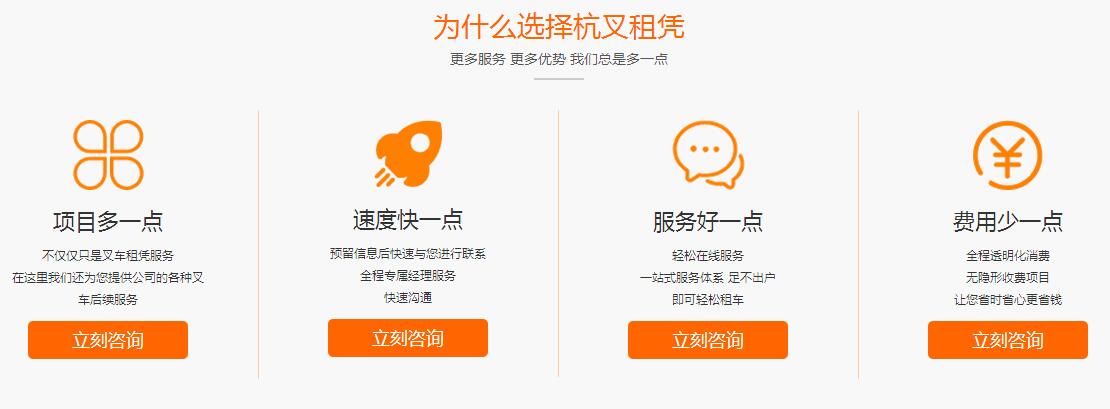 为什么选择杭叉租凭
更多服务 更多优势 我们总是多一点
项目多一点
不仅仅只是叉车租凭服务
在这里我们还为您提供公司的各种叉
车后续服务
立刻咨询
速度快一点
预留信息后快速与您进行联系
全程专属经理服务
快速沟通
立刻咨询
服务好一点
轻松在线服务
一站式服务体系 足不出户
即可轻松租车
立刻咨询
费用少一点
全程透明化消费
无隐形收费项目
让您省时省心更省钱
立刻咨询